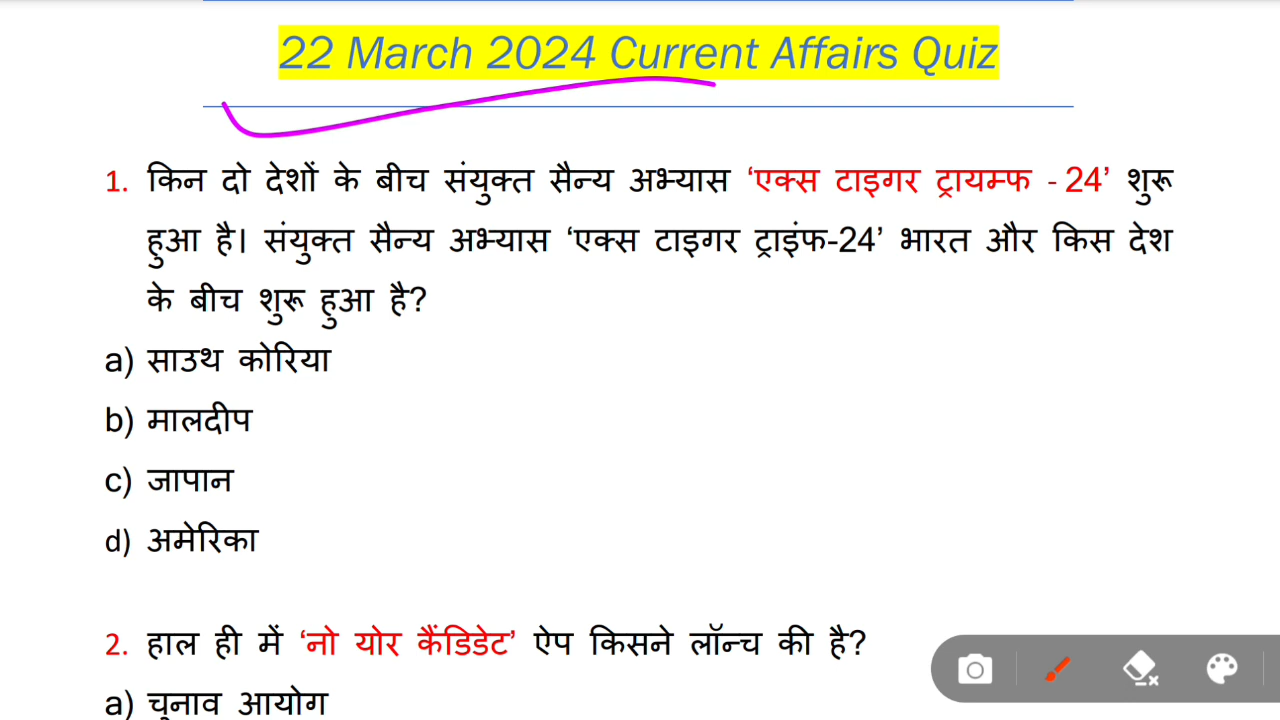 22 March 2024 Current Affairs Quiz
1. किन दो देशों के बीच संयुक्त सैन्य अभ्यास ‘एक्स टाइगर ट्रायम्फ - 24’ शुरू
हुआ है। संयुक्त सैन्य अभ्यास ‘एक्स टाइगर ट्राइंफ-24’ भारत और किस देश
के बीच शुरू हुआ है?
a) साउथ कोरिया
b) मालदीप
c) जापान
d) अमेरिका
2. हाल ही में ‘नो योर कैंडिडेट’ ऐप किसने लॉन्च की है?
a) चुनाव आयोग